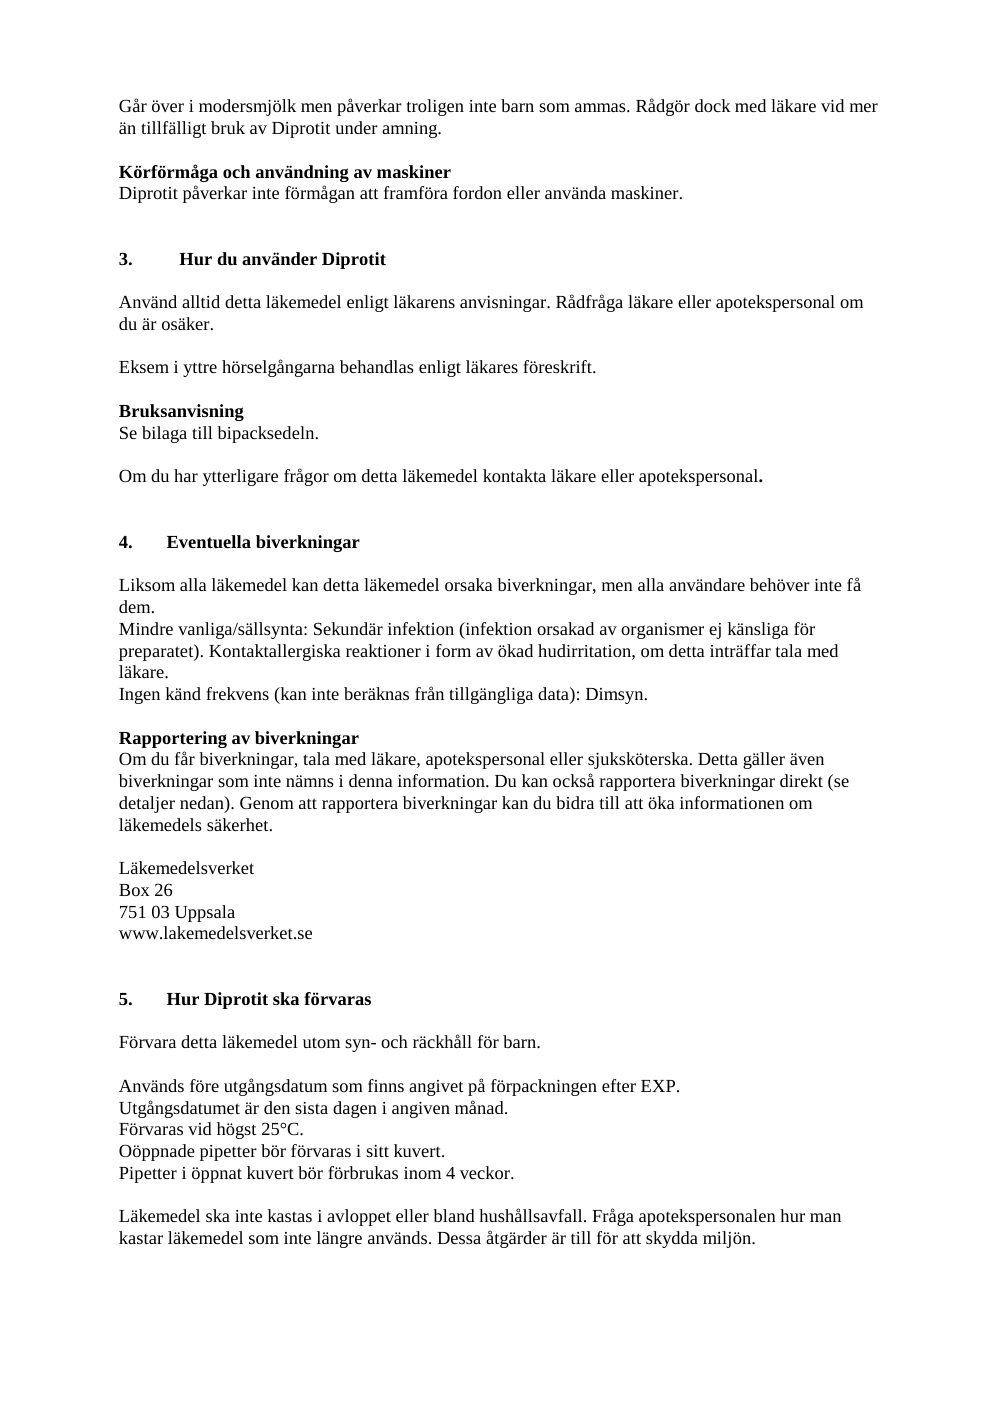 Går över i modersmjölk men påverkar troligen inte barn som ammas. Rådgör dock med läkare vid mer
än tillfälligt bruk av Diprotit under amning.
Körförmåga och användning av maskiner
Diprotit påverkar inte förmågan att framföra fordon eller använda maskiner.
3. Hur du använder Diprotit
Använd alltid detta läkemedel enligt läkarens anvisningar. Rådfråga läkare eller apotekspersonal om
du är osäker.
Eksem i yttre hörselgångarna behandlas enligt läkares föreskrift.
Bruksanvisning
Se bilaga till bipacksedeln.
Om du har ytterligare frågor om detta läkemedel kontakta läkare eller apotekspersonal.
4. Eventuella biverkningar
Liksom alla läkemedel kan detta läkemedel orsaka biverkningar, men alla användare behöver inte få
dem.
Mindre vanliga/sällsynta: Sekundär infektion (infektion orsakad av organismer ej känsliga för
preparatet). Kontaktallergiska reaktioner i form av ökad hudirritation, om detta inträffar tala med
läkare.
Ingen känd frekvens (kan inte beräknas från tillgängliga data): Dimsyn.
Rapportering av biverkningar
Om du får biverkningar, tala med läkare, apotekspersonal eller sjuksköterska. Detta gäller även
biverkningar som inte nämns i denna information. Du kan också rapportera biverkningar direkt (se
detaljer nedan). Genom att rapportera biverkningar kan du bidra till att öka informationen om
läkemedels säkerhet.
Läkemedelsverket
Box 26
751 03 Uppsala
www.lakemedelsverket.se
5. Hur Diprotit ska förvaras
Förvara detta läkemedel utom syn- och räckhåll för barn.
Används före utgångsdatum som finns angivet på förpackningen efter EXP.
Utgångsdatumet är den sista dagen i angiven månad.
Förvaras vid högst 25°C.
Oöppnade pipetter bör förvaras i sitt kuvert.
Pipetter i öppnat kuvert bör förbrukas inom 4 veckor.
Läkemedel ska inte kastas i avloppet eller bland hushållsavfall. Fråga apotekspersonalen hur man
kastar läkemedel som inte längre används. Dessa åtgärder är till för att skydda miljön.